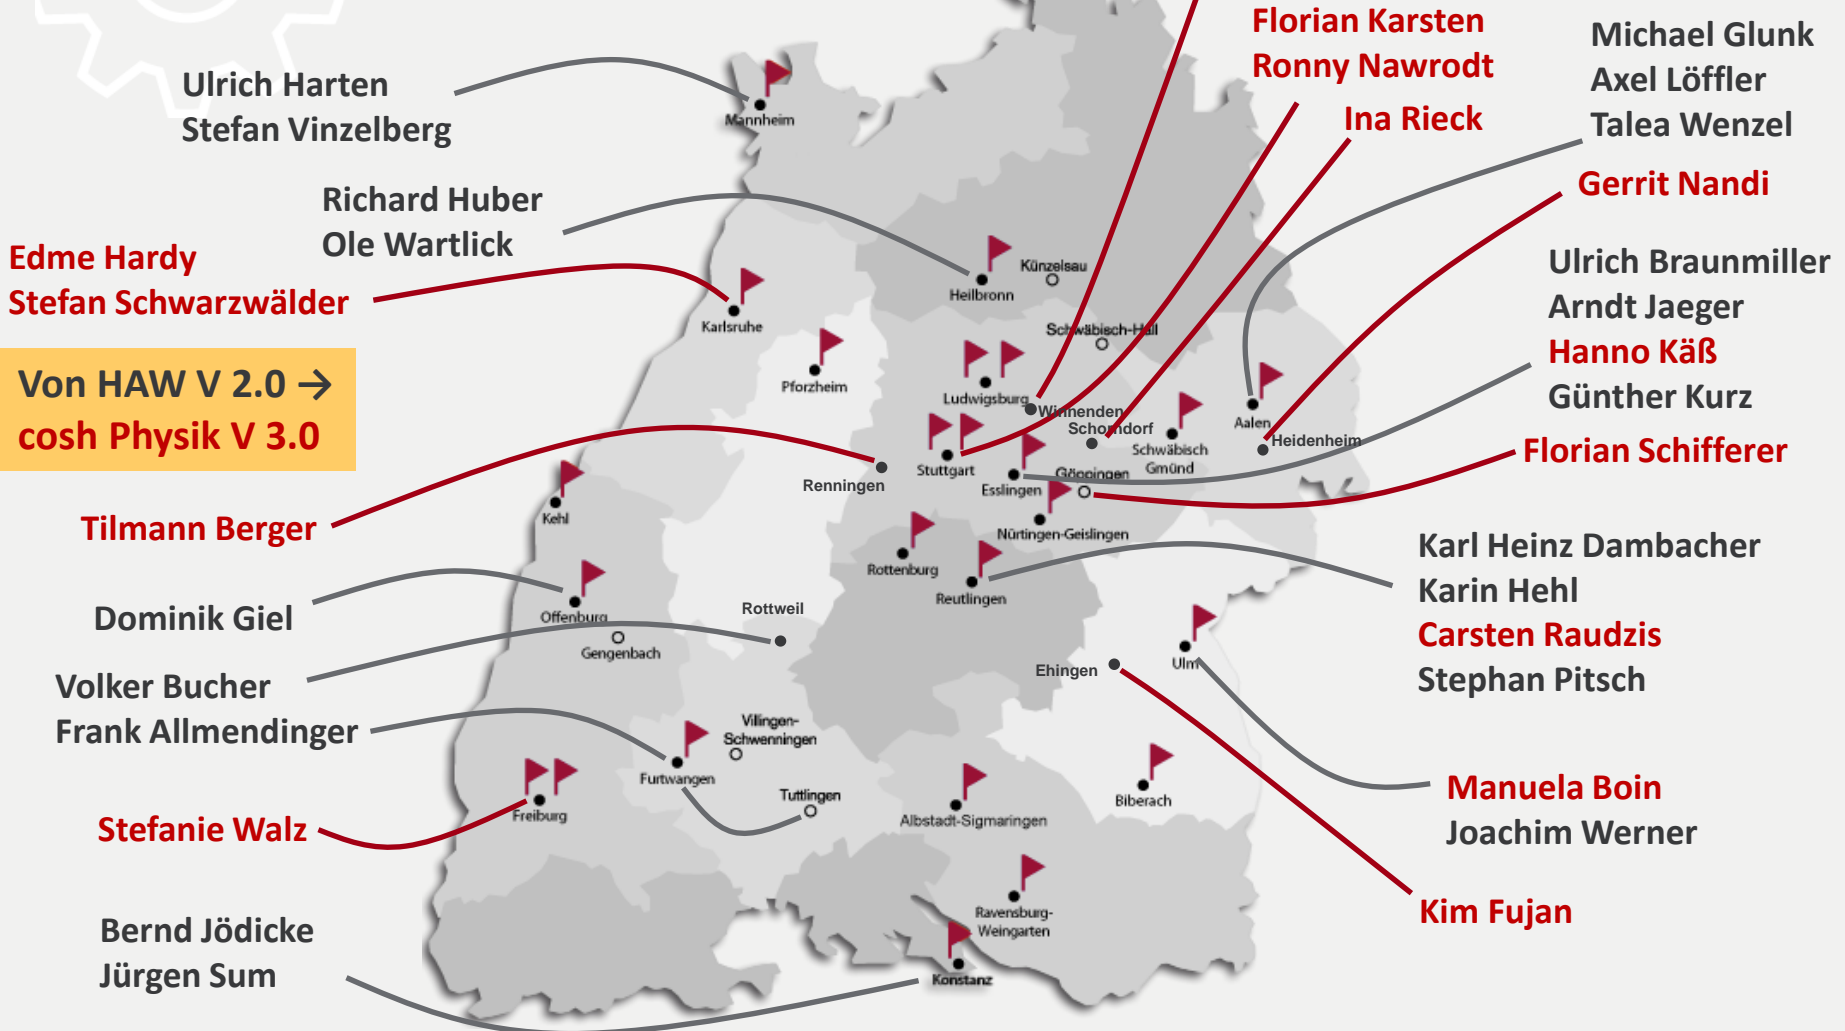 Florian Karsten
Ronny Nawrodt
Ina Rieck
Michael Glunk
Axel Löffler
Talea Wenzel
Gerrit Nandi
Ulrich Harten
Stefan Vinzelberg
Richard Huber
Ole Wartlick
Edme Hardy
Stefan Schwarzwälder
Ulrich Braunmiller
Arndt Jaeger
Hanno Käß
Günther Kurz
Von HAW V 2.0 →
cosh Physik V 3.0
Florian Schifferer
Tilmann Berger
Karl Heinz Dambacher
Karin Hehl
Carsten Raudzis
Stephan Pitsch
Dominik Giel
Volker Bucher
Frank Allmendinger
Manuela Boin
Joachim Werner
Stefanie Walz
Kim Fujan
Bernd Jödicke
Jürgen Sum
Mannheim
Künzelsau
Heilbronn
Karlsruhe
Schwäbisch-Hall
Pforzheim
Ludwigsburg
Winnenden
Schorndorf
Aalen
Heidenheim
Schwäbisch
Gmünd
Stuttgart
Renningen
Esslingen
Göppingen
Kehl
Nürtingen-Geislingen
Rottenburg
Reutlingen
Offenburg
Rottweil
Gengenbach
Ehingen
Ulm
Villingen-
Schwenningen
Furtwangen
Tuttlingen
Freiburg
Albstadt-Sigmaringen
Biberach
Ravensburg-
Weingarten
Konstanz